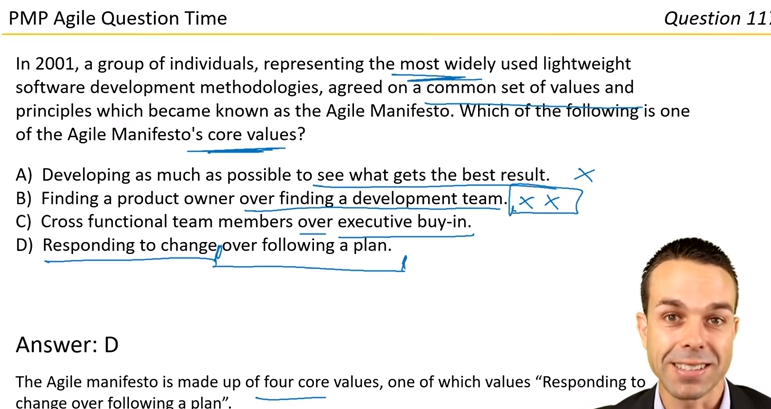 PMP Agile Question Time
Question 117
In 2001, a group of individuals, representing the most widely used lightweight
software development methodologies, agreed on a common set of values and
principles which became known as the Agile Manifesto. Which of the following is one
of the Agile Manifesto's core values?
A) Developing as much as possible to see what gets the best result. X
B) Finding a product owner over finding a development team. X X
C) Cross functional team members over executive buy-in.
D) Responding to change over following a plan.
Answer: D
The Agile manifesto is made up of four core values, one of which values “Responding to
change over following a plan”.